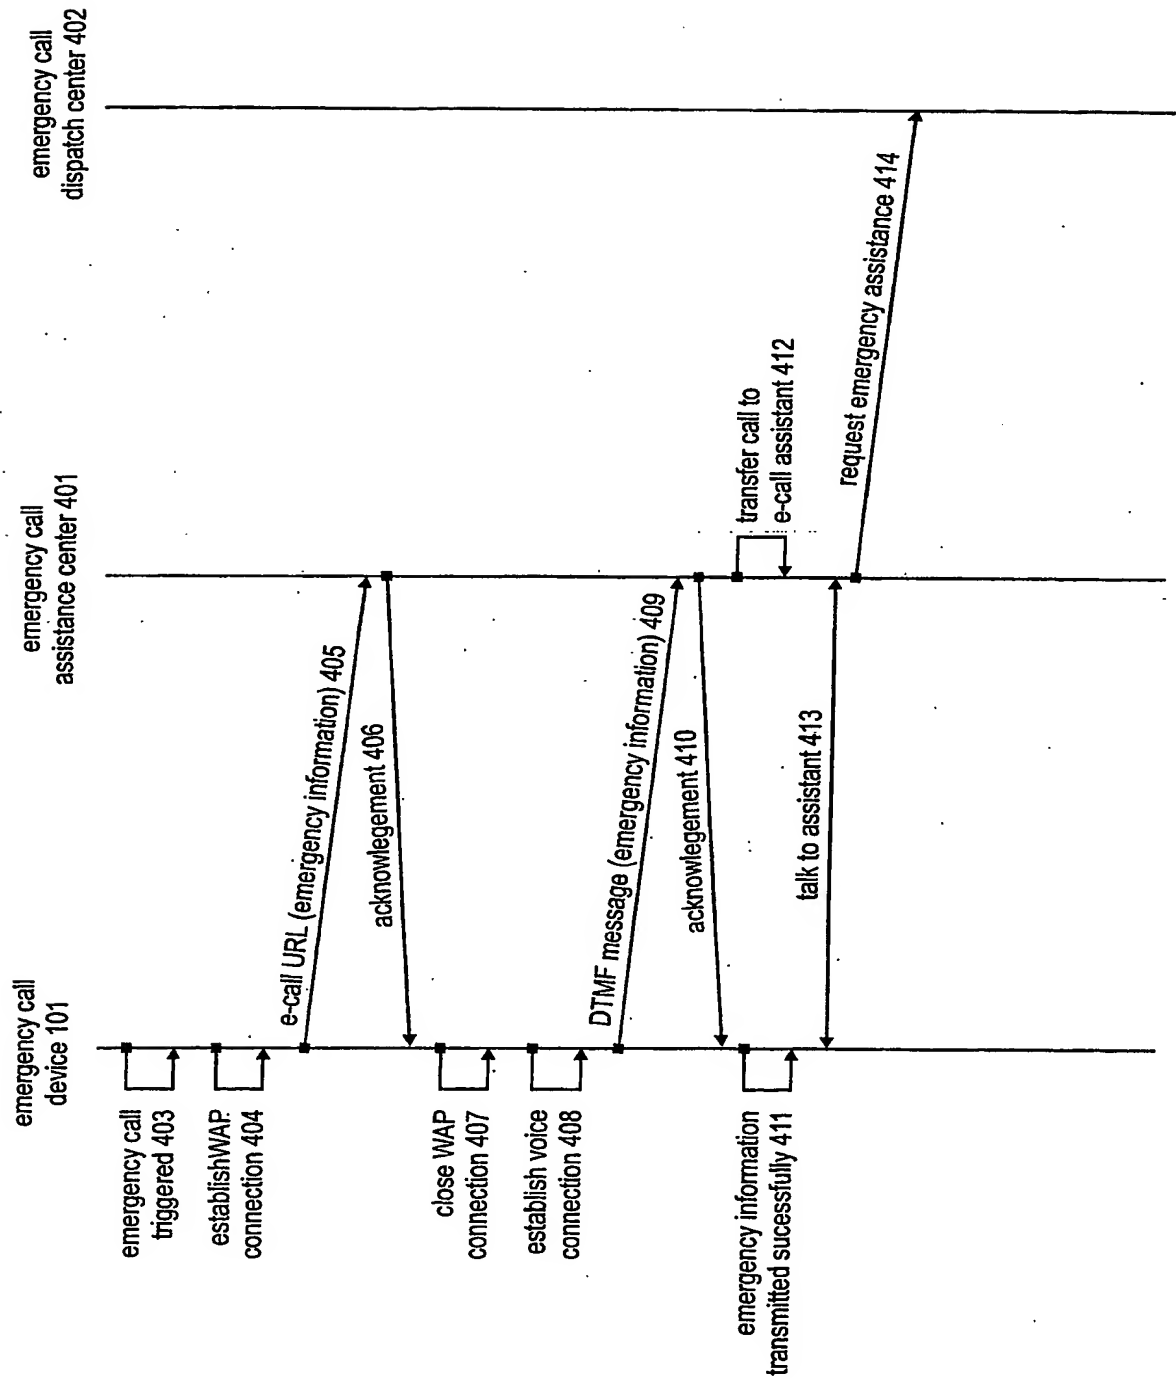 emergency call
device 101
emergency call
assistance center 401
emergency call
dispatch center 402
emergency call
triggered 403
establishWAP.
connection 404
e-call URL (emergency information) 405
acknowlegement 406
close WAP
connection 407
establish voice
connection 408
DTMF message (emergency information) 409
acknowlegement 410
emergency information
transmitted sucessfully 411
transfer call to
e-call assistant 412
talk to assistant 413
request emergency assistance 414